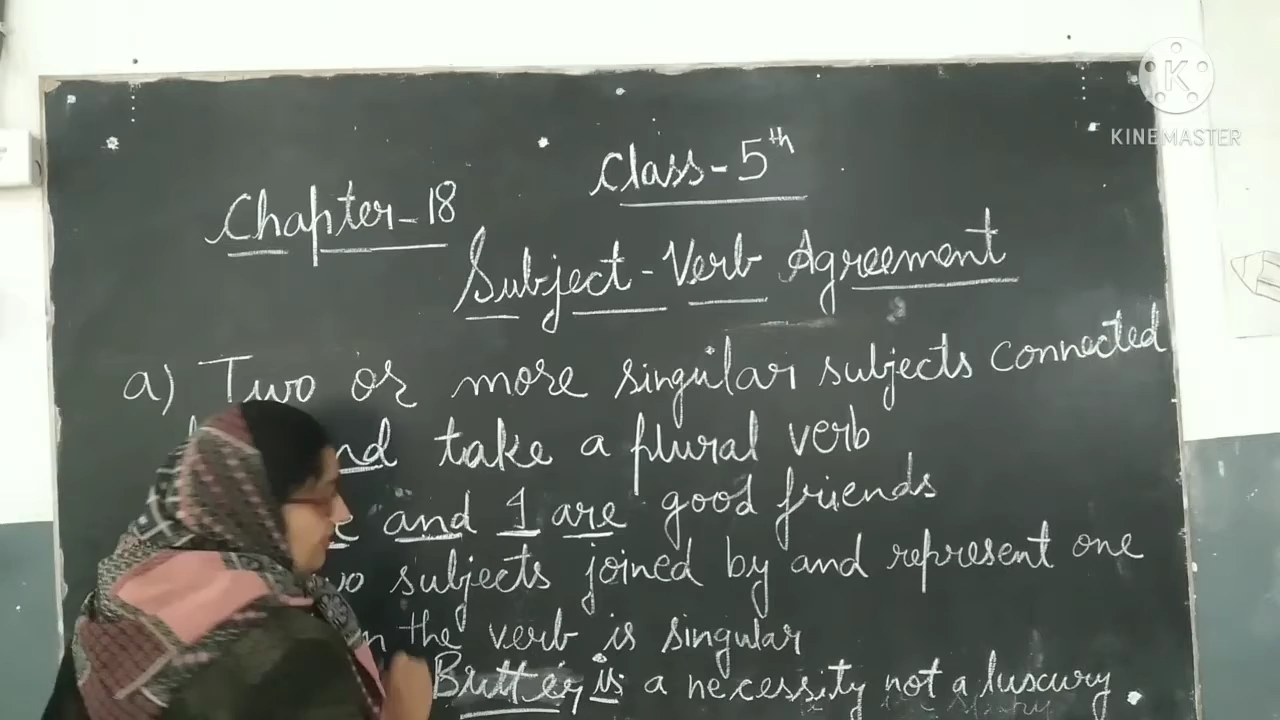 KINEMASTER
Class-5th
Chapter-18
Subject-Verb Agreement
a) Two or more singular subjects connected
and take a plural verb
and I are good friends
subjects joined by and represent one
the verb is singular
Butter is a necessity not a luxury